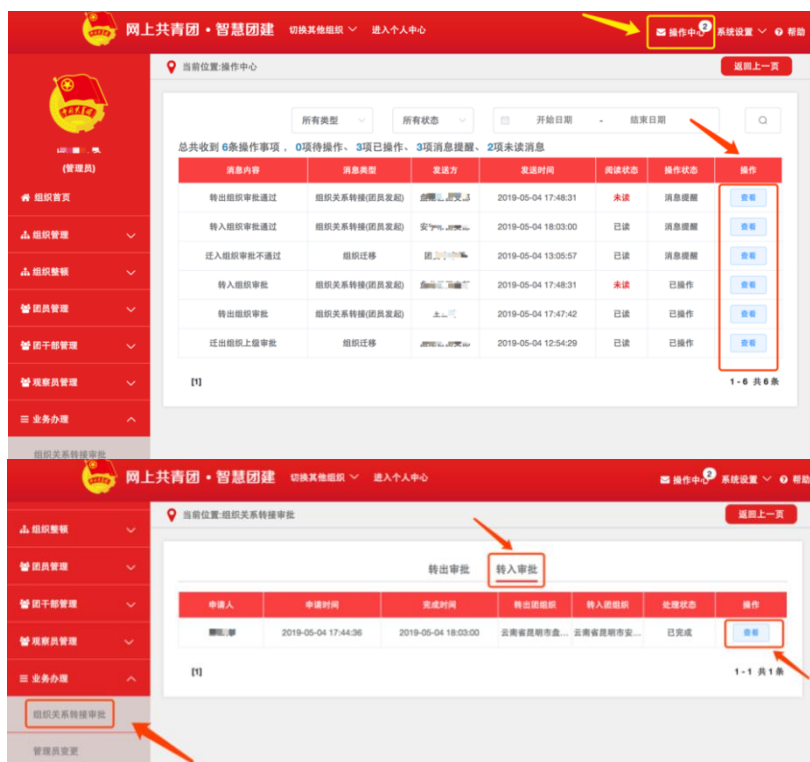 网上共青团·智慧团建 切换其他组织 进入个人中心 操作中心 2 系统设置 帮助
当前位置:操作中心 返回上一页
(管理员)
所有类型 所有状态 开始日期 - 结束日期
总共收到 6条操作事项，0项待操作、3项已操作、3项消息提醒、2项未读消息
消息内容 消息类型 发送方 发送时间 阅读状态 操作状态 操作
转出组织审批通过 组织关系转接(团员发起) 2019-05-04 17:48:31 未读 消息提醒 查看
转入组织审批通过 组织关系转接(团员发起) 2019-05-04 18:03:00 已读 消息提醒 查看
迁入组织审批不通过 组织迁移 2019-05-04 13:05:57 已读 消息提醒 查看
转入组织审批 组织关系转接(团员发起) 2019-05-04 17:48:31 未读 已操作 查看
转出组织审批 组织关系转接(团员发起) 2019-05-04 17:47:42 已读 已操作 查看
迁出组织上级审批 组织迁移 2019-05-04 12:54:29 已读 已操作 查看
[1] 1-6 共6条
组织首页
组织管理
组织整顿
团员管理
团干部管理
观察员管理
业务办理
组织关系转接审批
网上共青团·智慧团建 切换其他组织 进入个人中心 操作中心 2 系统设置 帮助
当前位置:组织关系转接审批 返回上一页
转出审批 转入审批
申请人 申请时间 完成时间 转出团组织 转入团组织 处理状态 操作
2019-05-04 17:44:36 2019-05-04 18:03:00 云南省昆明市盘... 云南省昆明市安... 已完成 查看
[1] 1-1 共1条
组织整顿
团员管理
团干部管理
观察员管理
业务办理
组织关系转接审批
管理员变更